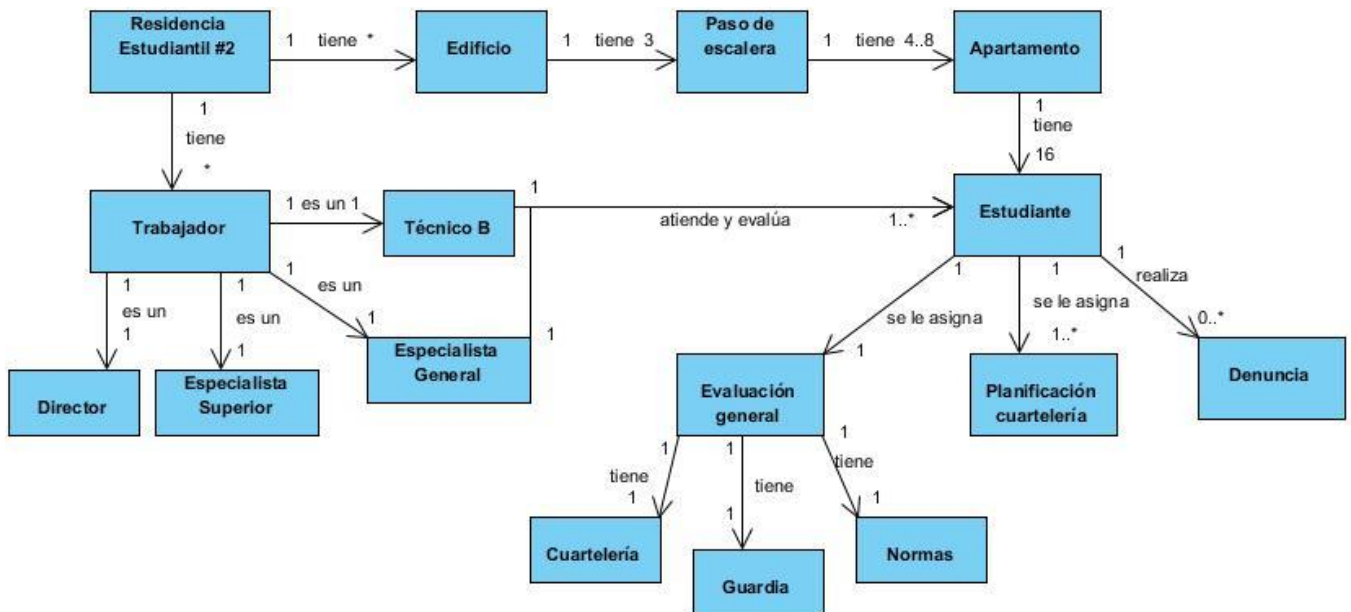 Residencia
Estudiantil #2
1 tiene *
Edificio
1 tiene 3
Paso de
escalera
1 tiene 4..8
Apartamento
1
tiene
*
1
tiene
16
Trabajador
1 es un 1
Técnico B
1
atiende y evalúa
1..*
Estudiante
1
es un
1
1
es un
1
1
es un
1
Especialista
General
1
Director
Especialista
Superior
1
se le asigna
1
1
se le asigna
1..*
1
realiza
0..*
Evaluación
general
Planificación
cuartelería
Denuncia
1
tiene
1
1
tiene
1
1
tiene
1
Cuartelería
Guardia
Normas